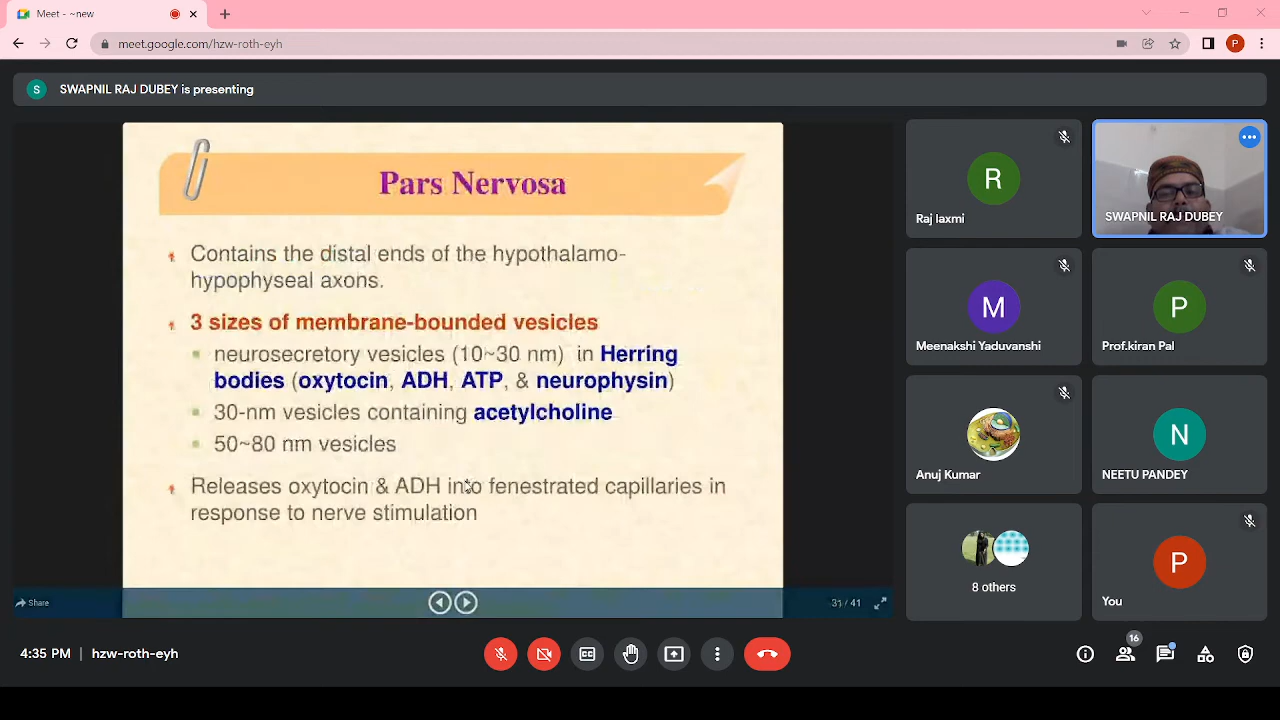 Meet - ~new
meet.google.com/hzw-roth-eyh
P
S
SWAPNIL RAJ DUBEY is presenting
Pars Nervosa
Contains the distal ends of the hypothalamo-
hypophyseal axons.
3 sizes of membrane-bounded vesicles
neurosecretory vesicles (10~30 nm) in Herring
bodies (oxytocin, ADH, ATP, & neurophysin)
30-nm vesicles containing acetylcholine
50~80 nm vesicles
Releases oxytocin & ADH into fenestrated capillaries in
response to nerve stimulation
Share
31 / 41
R
Raj laxmi
SWAPNIL RAJ DUBEY
M
Meenakshi Yaduvanshi
P
Prof.kiran Pal
Anuj Kumar
N
NEETU PANDEY
8 others
P
You
4:35 PM | hzw-roth-eyh
CC
16